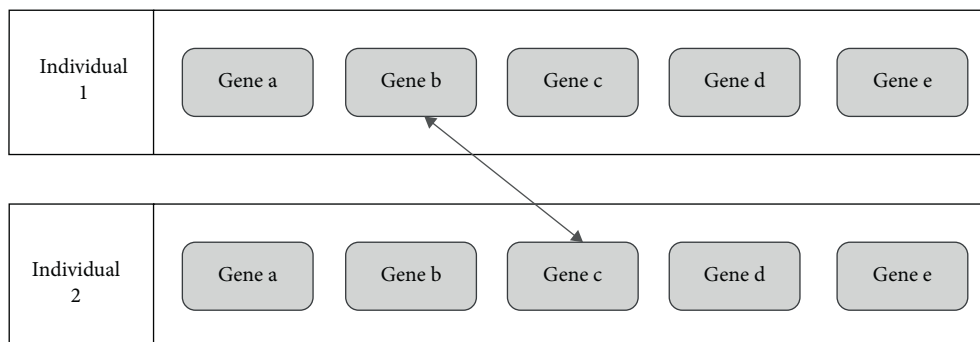 Individual
1
Gene a
Gene b
Gene c
Gene d
Gene e
Individual
2
Gene a
Gene b
Gene c
Gene d
Gene e